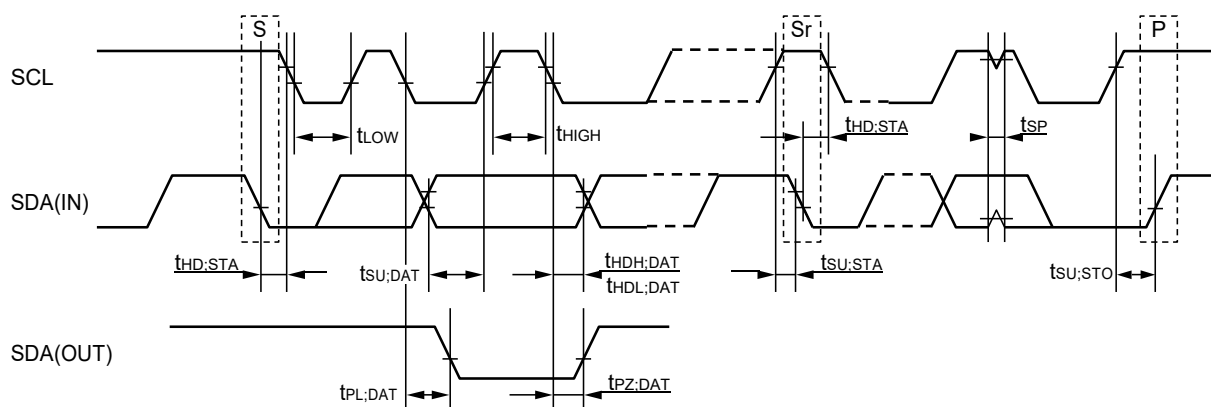 S
Sr
P
SCL
tLOW
tHIGH
tHD;STA
tSP
SDA(IN)
tHD;STA
tSU;DAT
tHDH;DAT
tHDL;DAT
tSU;STA
tSU;STO
SDA(OUT)
tPL;DAT
tPZ;DAT